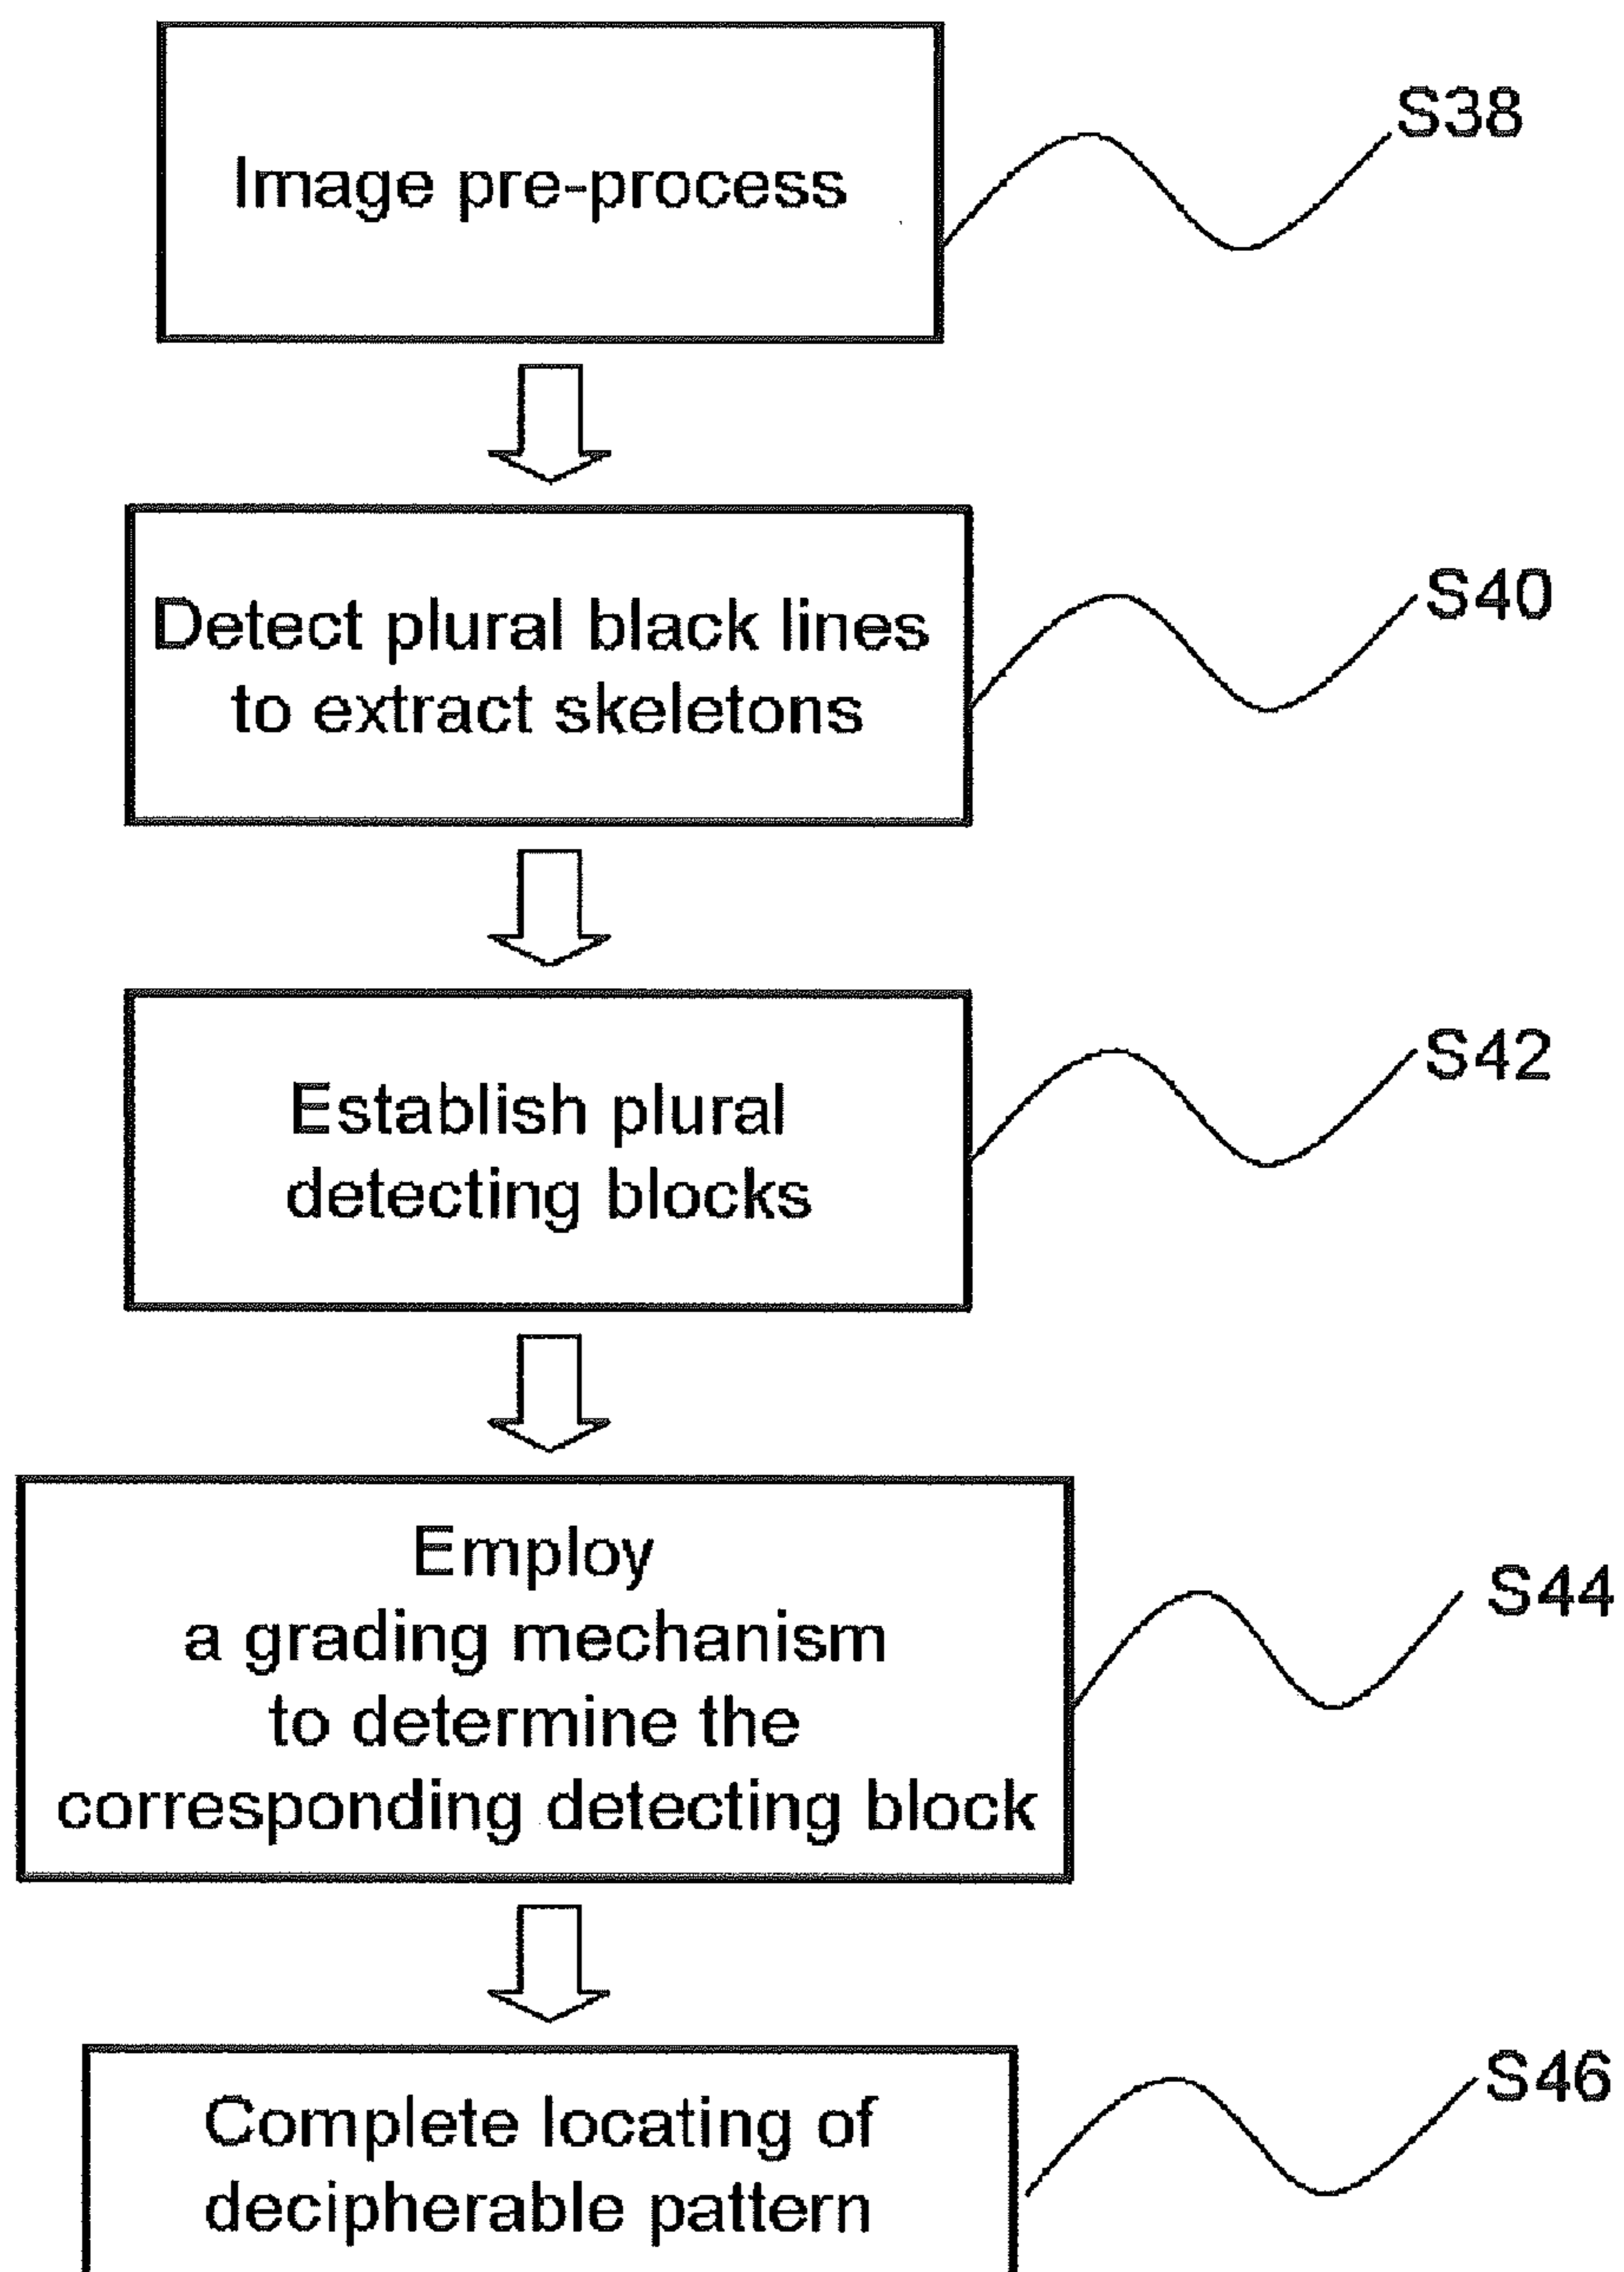 Image pre-process
S38
Detect plural black lines
to extract skeletons
S40
Establish plural
detecting blocks
S42
Employ
a grading mechanism
to determine the
corresponding detecting block
S44
Complete locating of
decipherable pattern
S46